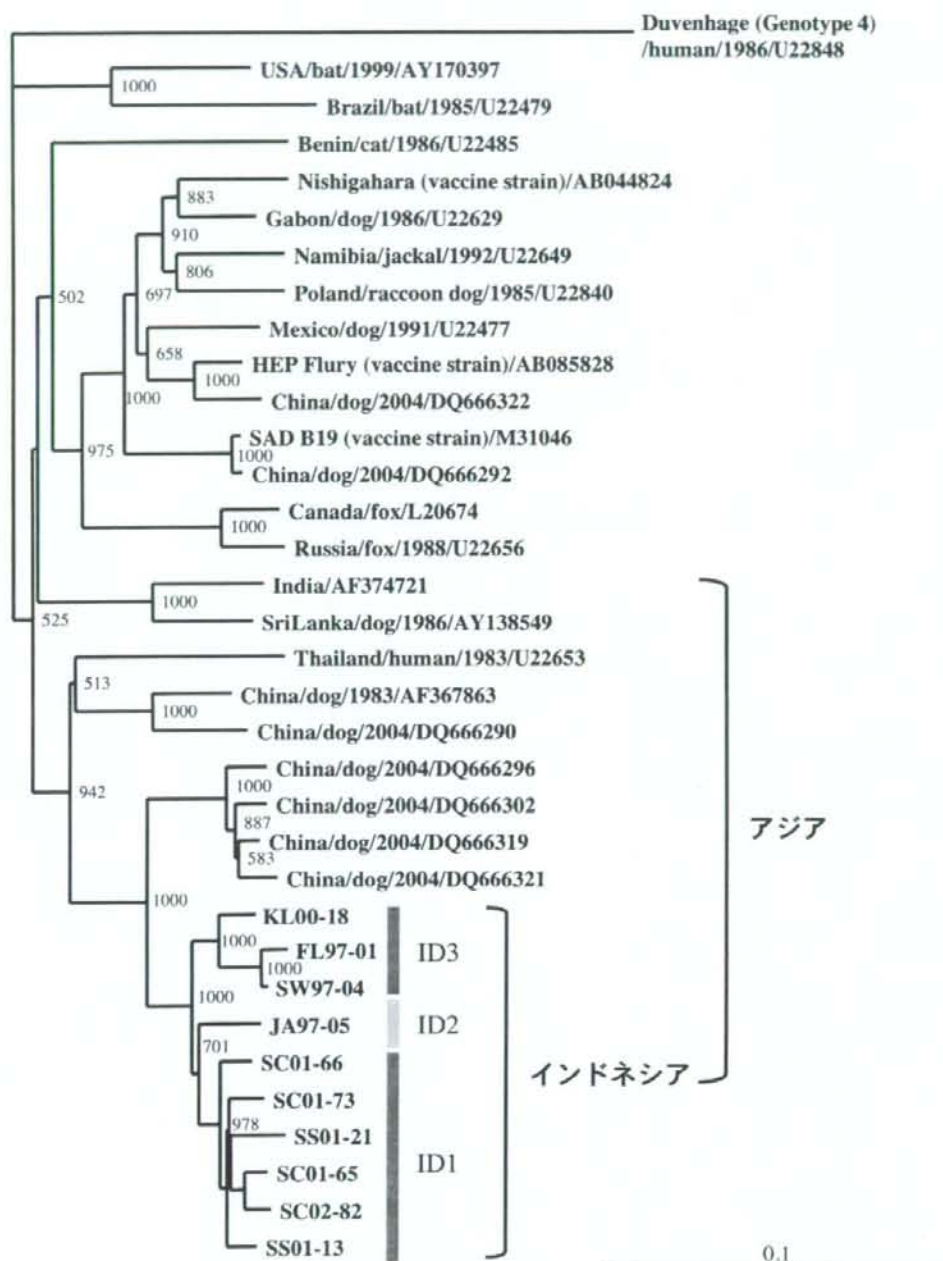 Duvenhage (Genotype 4)
/human/1986/U22848
USA/bat/1999/AY170397
1000
Brazil/bat/1985/U22479
Benin/cat/1986/U22485
Nishigahara (vaccine strain)/AB044824
883
Gabon/dog/1986/U22629
910
Namibia/jackal/1992/U22649
806
Poland/raccoon dog/1985/U22840
697
502
Mexico/dog/1991/U22477
658
HEP Flury (vaccine strain)/AB085828
1000
China/dog/2004/DQ666322
1000
SAD B19 (vaccine strain)/M31046
975
1000
China/dog/2004/DQ666292
Canada/fox/L20674
1000
Russia/fox/1988/U22656
India/AF374721
1000
SriLanka/dog/1986/AY138549
525
Thailand/human/1983/U22653
513
China/dog/1983/AF367863
1000
China/dog/2004/DQ666290
China/dog/2004/DQ666296
1000
942
China/dog/2004/DQ666302
887
アジア
China/dog/2004/DQ666319
583
China/dog/2004/DQ666321
1000
KL00-18
1000
FL97-01
ID3
1000
SW97-04
1000
JA97-05
ID2
701
SC01-66
インドネシア
SC01-73
978
SS01-21
ID1
SC01-65
SC02-82
SS01-13
0.1